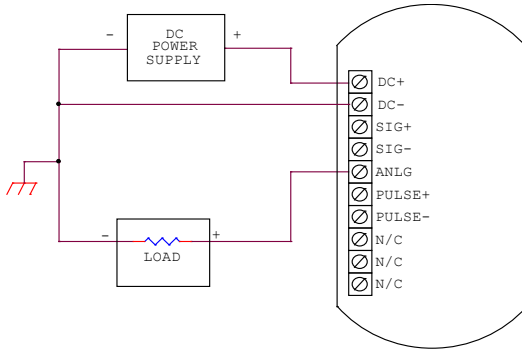 - DC +
POWER
SUPPLY
DC+
DC-
SIG+
SIG-
ANLG
PULSE+
PULSE-
N/C
N/C
N/C
- +
LOAD